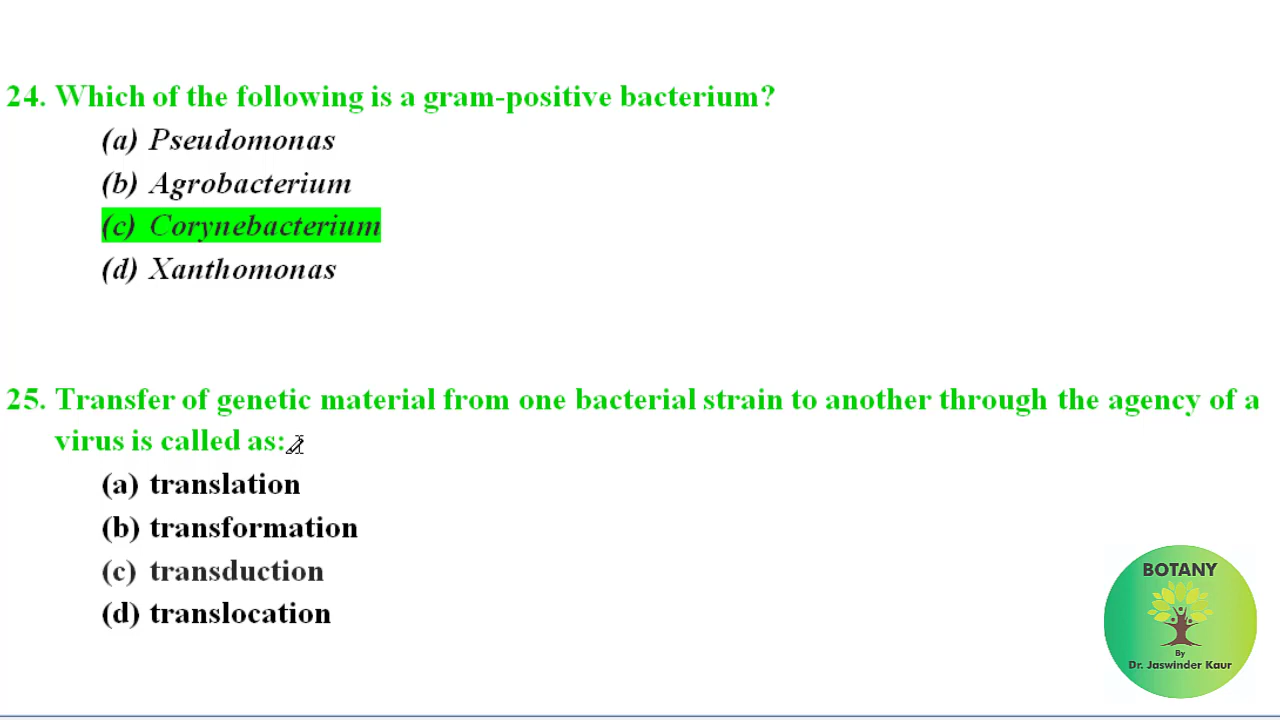 24. Which of the following is a gram-positive bacterium?
(a) Pseudomonas
(b) Agrobacterium
(c) Corynebacterium
(d) Xanthomonas
25. Transfer of genetic material from one bacterial strain to another through the agency of a
virus is called as:
(a) translation
(b) transformation
(c) transduction
(d) translocation
BOTANY
By
Dr. Jaswinder Kaur